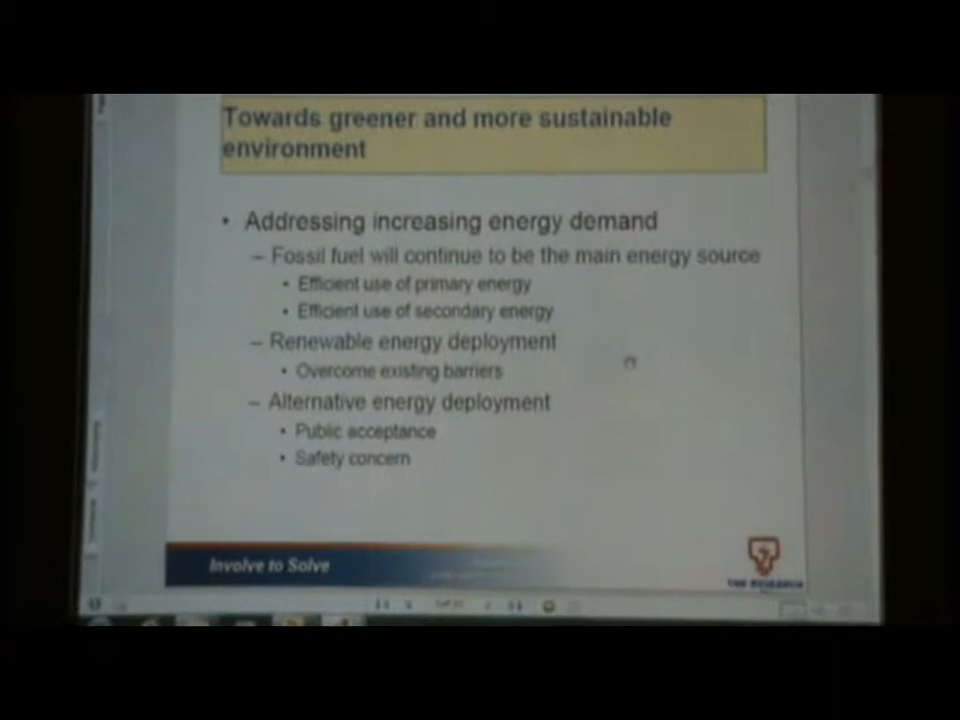 Towards greener and more sustainable
environment
• Addressing increasing energy demand
– Fossil fuel will continue to be the main energy source
• Efficient use of primary energy
• Efficient use of secondary energy
– Renewable energy deployment
• Overcome existing barriers
– Alternative energy deployment
• Public acceptance
• Safety concern
Involve to Solve
RESEARCH